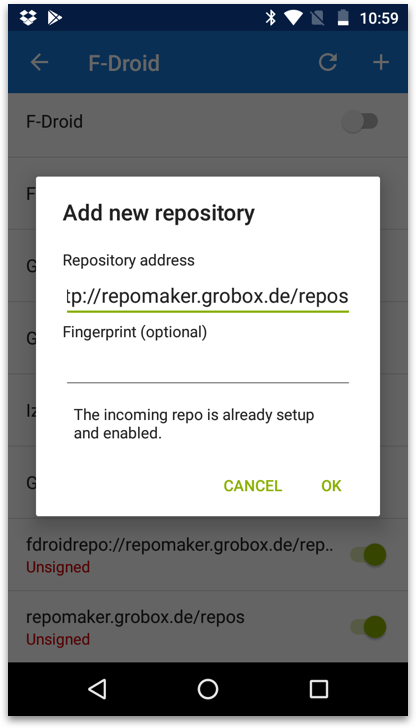 10:59
F-Droid
F-Droid
F
G
G
Iz
G
Add new repository
Repository address
tp://repomaker.grobox.de/repos
Fingerprint (optional)
The incoming repo is already setup
and enabled.
CANCEL OK
fdroidrepo://repomaker.grobox.de/rep..
Unsigned
repomaker.grobox.de/repos
Unsigned